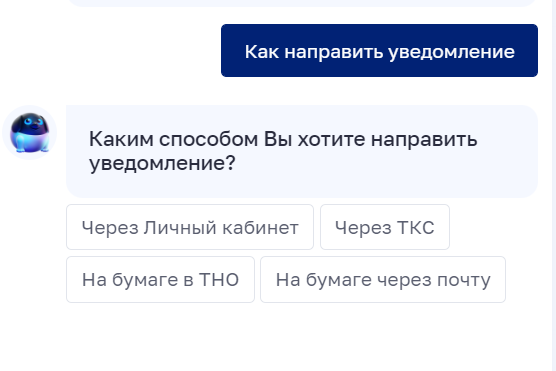 Как направить уведомление
Каким способом Вы хотите направить
уведомление?
Через Личный кабинет
Через ТКС
На бумаге в ТНО
На бумаге через почту